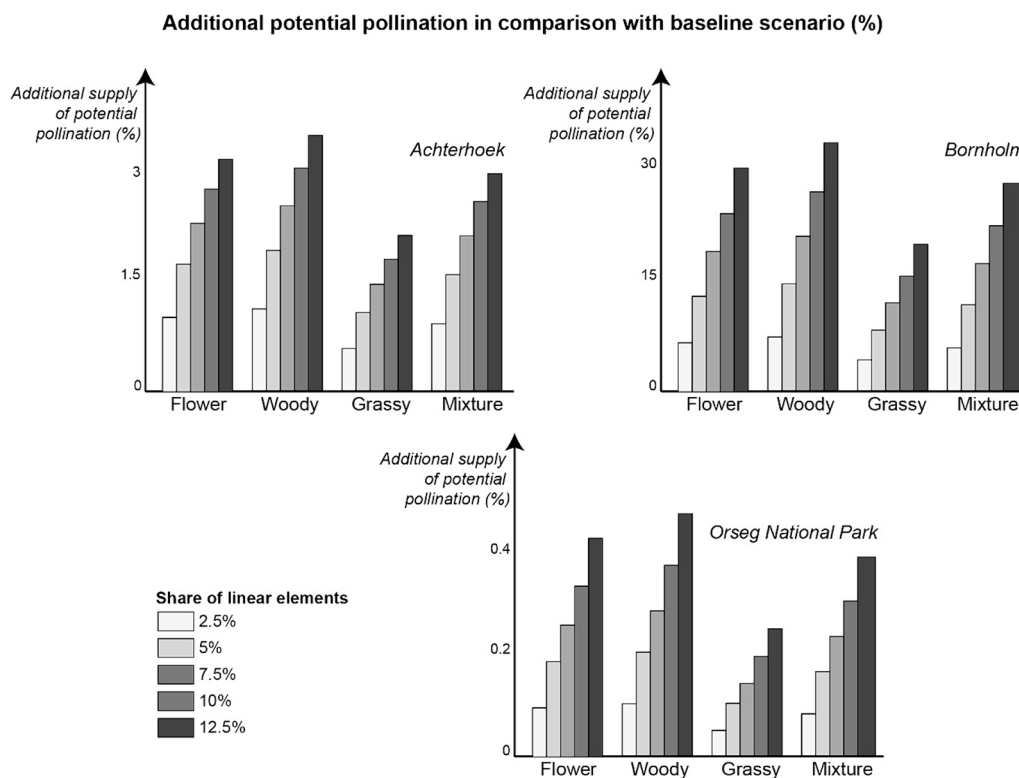 Additional potential pollination in comparison with baseline scenario (%)
Additional supply
of potential
pollination (%)
Achterhoek
3
1.5
0
Flower Woody Grassy Mixture
Additional supply
of potential
pollination (%)
Bornholn
30
15
0
Flower Woody Grassy Mixture
Additional supply
of potential
pollination (%)
Orseg National Park
0.4
0.2
0
Flower Woody Grassy Mixture
Share of linear elements
2.5%
5%
7.5%
10%
12.5%